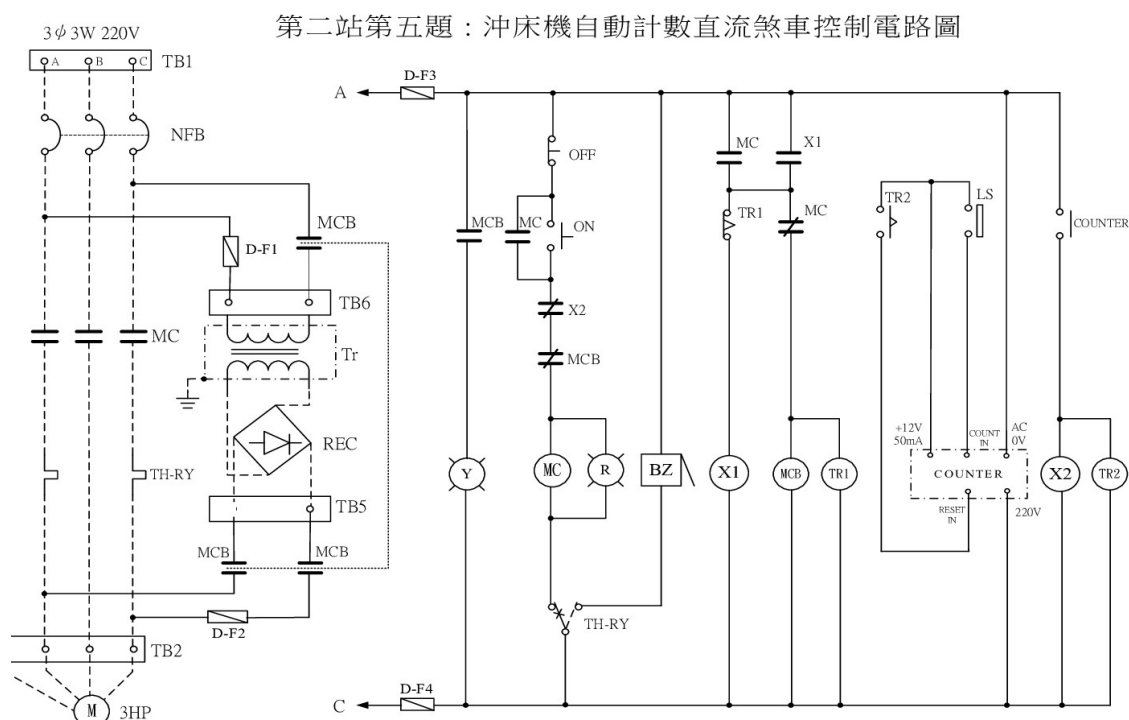 第二站第五題：沖床機自動計數直流煞車控制電路圖
3ϕ 3W 220V
A B C TB1
NFB
MCB
D-F1
TB6
MC
Tr
REC
TH-RY
TB5
MCB MCB
D-F2
TB2
M 3HP
A D-F3
OFF
MC X1
MCB MC ON
TR1 MC
TR2 LS
COUNTER
X2
MCB
+12V
50mA
COUNT
IN
AC
0V
Y MC R BZ X1 MCB TR1
COUNTER
X2 TR2
RESET
IN
220V
TH-RY
C D-F4